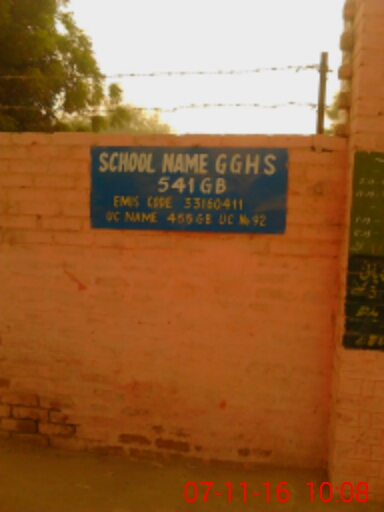 SCHOOL NAME GGHS
541GB
EMIS CODE 33160411
UC NAME 455 GB UC No 92
07-11-16 10:08